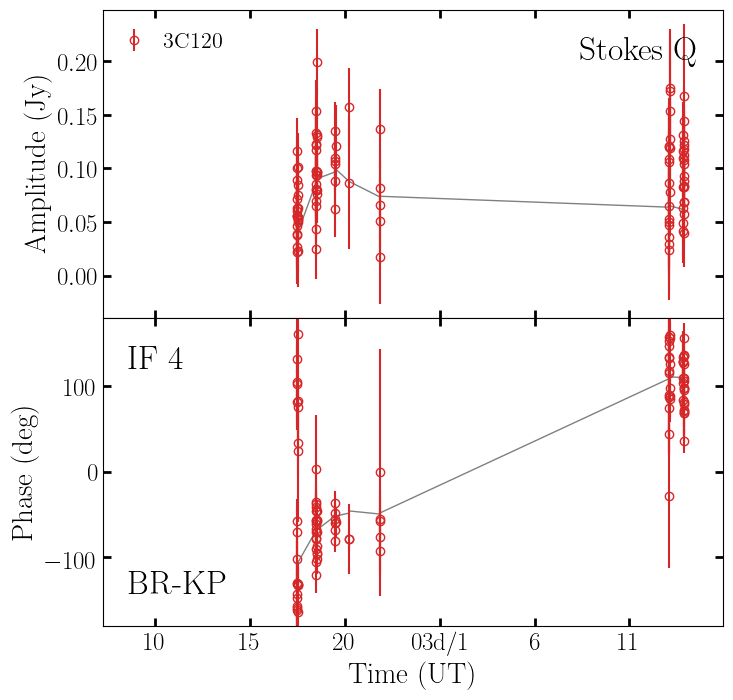 3C120
Stokes Q
0.20
0.15
0.10
0.05
0.00
Amplitude (Jy)
IF 4
100
0
−100
Phase (deg)
BR-KP
10 15 20 03d/1 6 11
Time (UT)